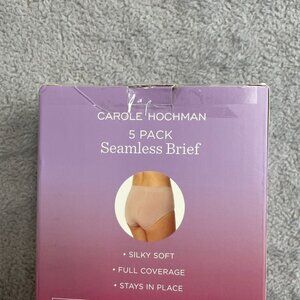 CAROLE HOCHMAN
5 PACK
Seamless Brief
• SILKY SOFT
• FULL COVERAGE
• STAYS IN PLACE